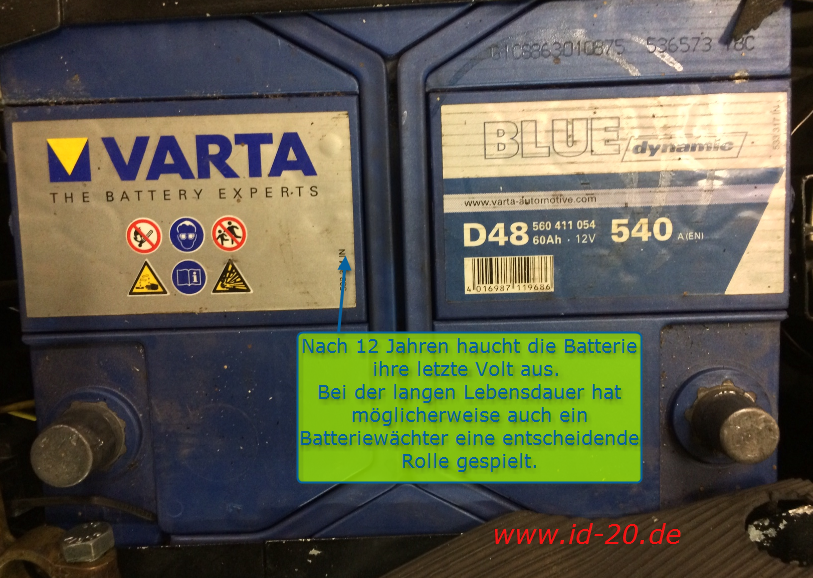 536573 18C
VARTA
THE BATTERY EXPERTS
BLUE dynamic
www.varta-automotive.com
D48 560 411 054 540 A (EN)
60Ah · 12V
4 016987 119686
Nach 12 Jahren haucht die Batterie
ihre letzte Volt aus.
Bei der langen Lebensdauer hat
möglicherweise auch ein
Batteriewächter eine entscheidende
Rolle gespielt.
www.id-20.de